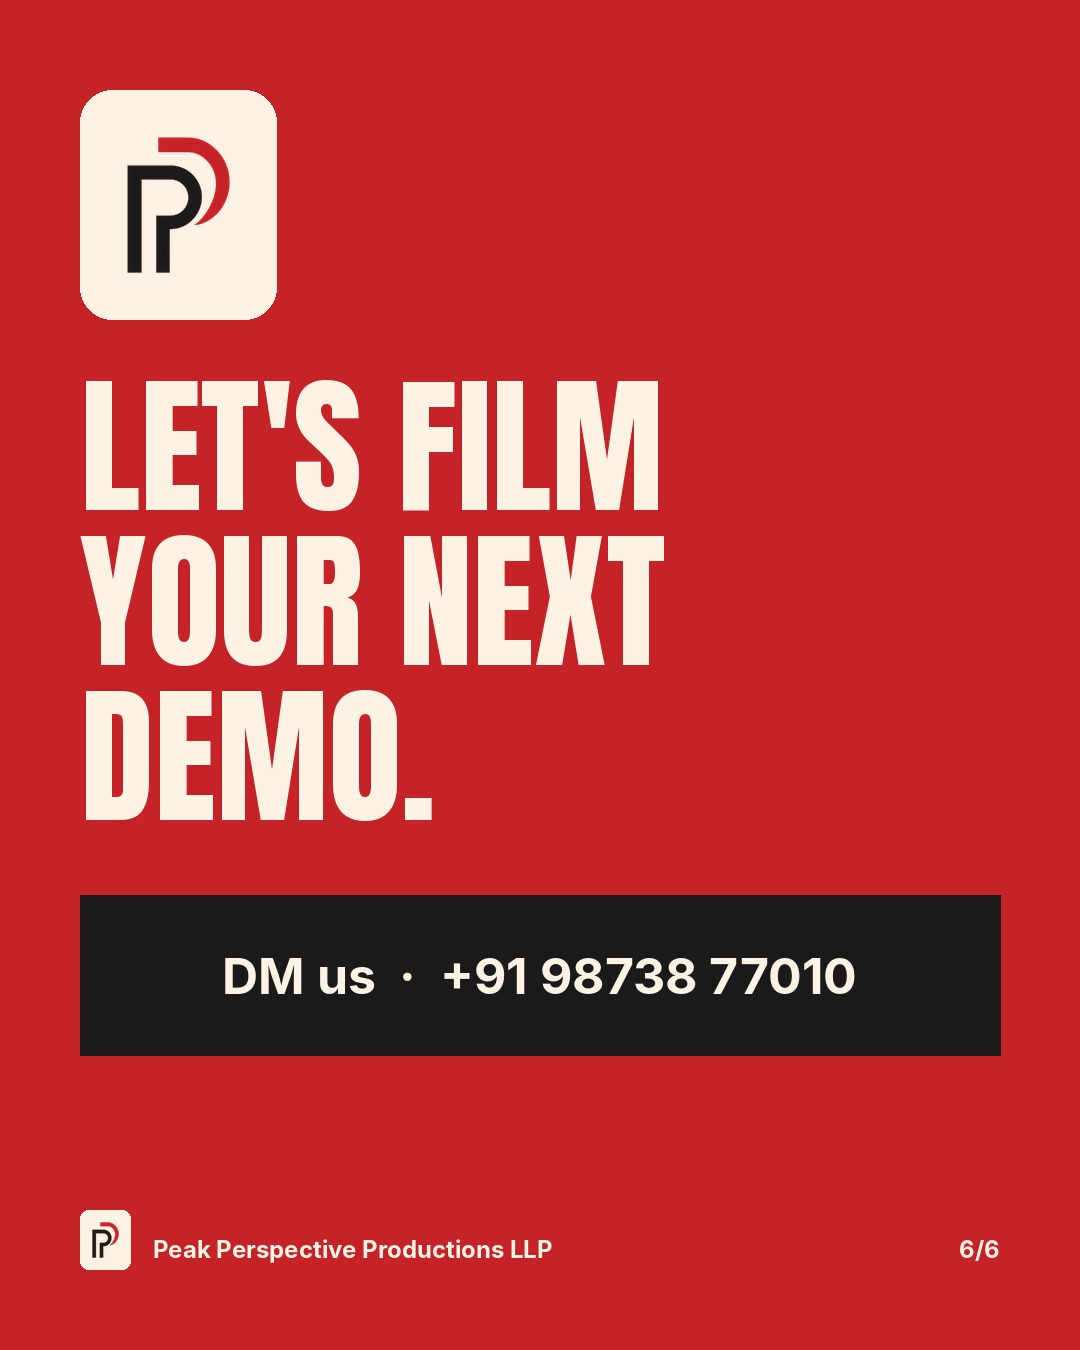 LET'S FILM
YOUR NEXT
DEMO.
DM us · +91 98738 77010
Peak Perspective Productions LLP
6/6